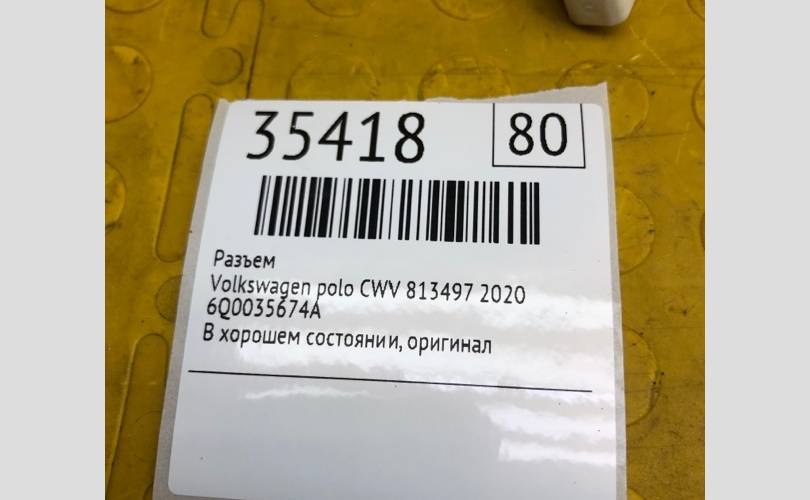 35418
80
Разъем
Volkswagen polo CWV 813497 2020
6Q0035674A
В хорошем состоянии, оригинал